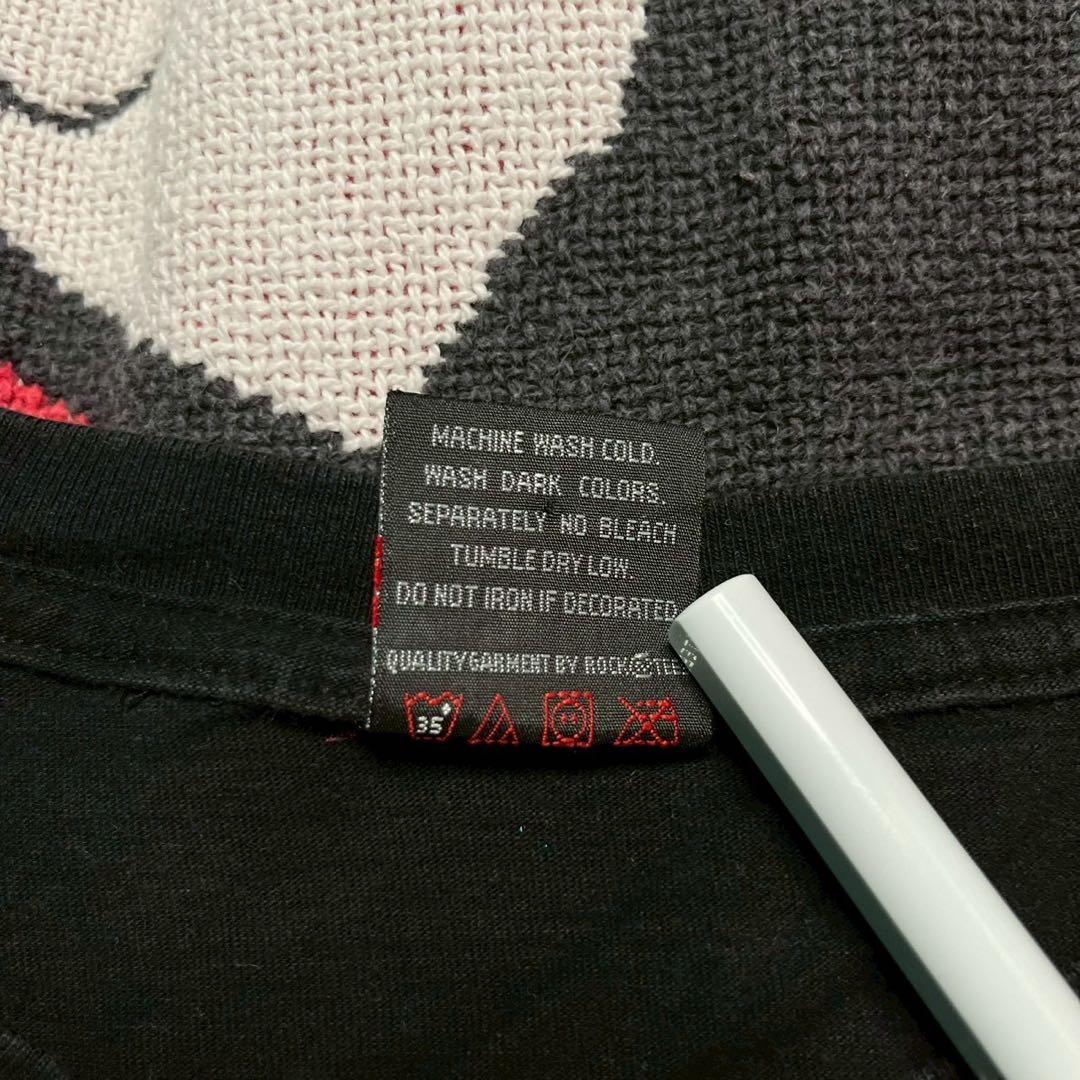 MACHINE WASH COLD.
WASH DARK COLORS.
SEPARATELY NO BLEACH
TUMBLE DRY LOW.
DO NOT IRON IF DECORATED
QUALITY GARMENT BY ROCK TEE
35°